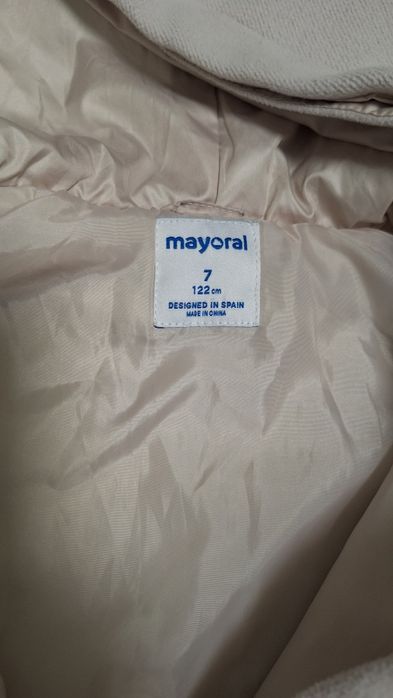 mayoral
7
122 cm
DESIGNED IN SPAIN
MADE IN CHINA